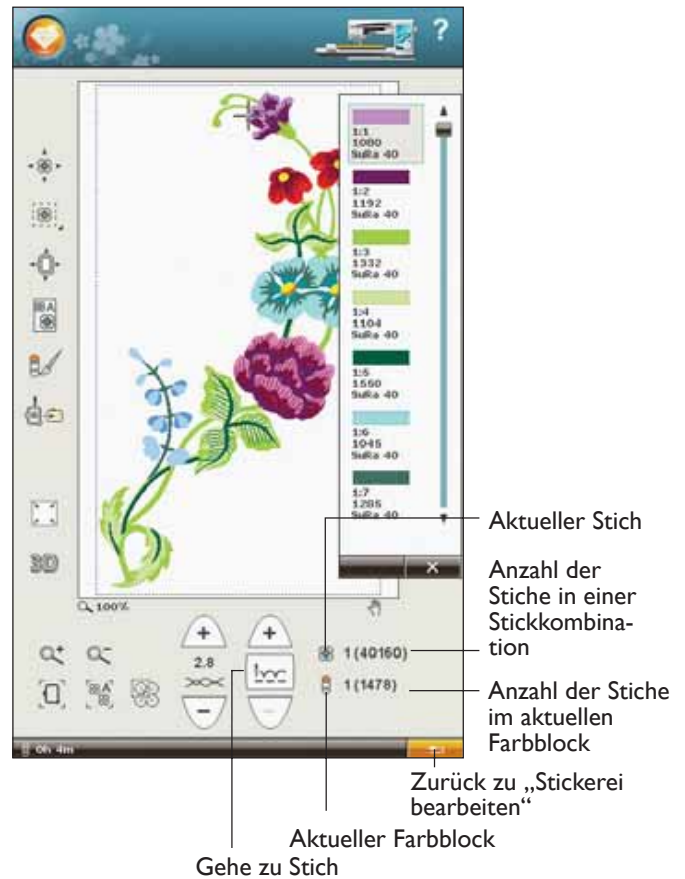 ?
1:1
1080
SuRa 40
1:2
1192
SuRa 40
1:3
1332
SuRa 40
1:4
1104
SuRa 40
1:5
1550
SuRa 40
1:6
1045
SuRa 40
1:7
1285
SuRa 40
A
3D
100%
+
+
2.8
A
1 (40160)
1 (1478)
0h 4m
Aktueller Stich
Anzahl der
Stiche in einer
Stickkombina-
tion
Anzahl der Stiche
im aktuellen
Farbblock
Zurück zu „Stickerei
bearbeiten“
Aktueller Farbblock
Gehe zu Stich